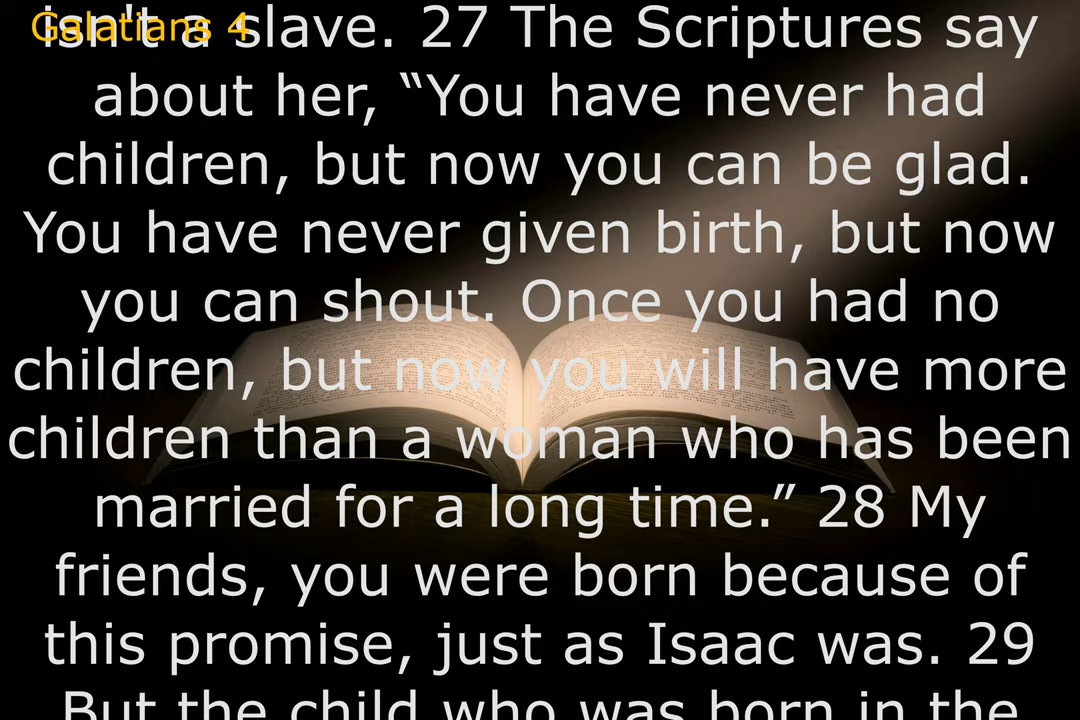 Galatians 4
isn't a slave. 27 The Scriptures say
about her, “You have never had
children, but now you can be glad.
You have never given birth, but now
you can shout. Once you had no
children, but now you will have more
children than a woman who has been
married for a long time.” 28 My
friends, you were born because of
this promise, just as Isaac was. 29
But the child who was born in the